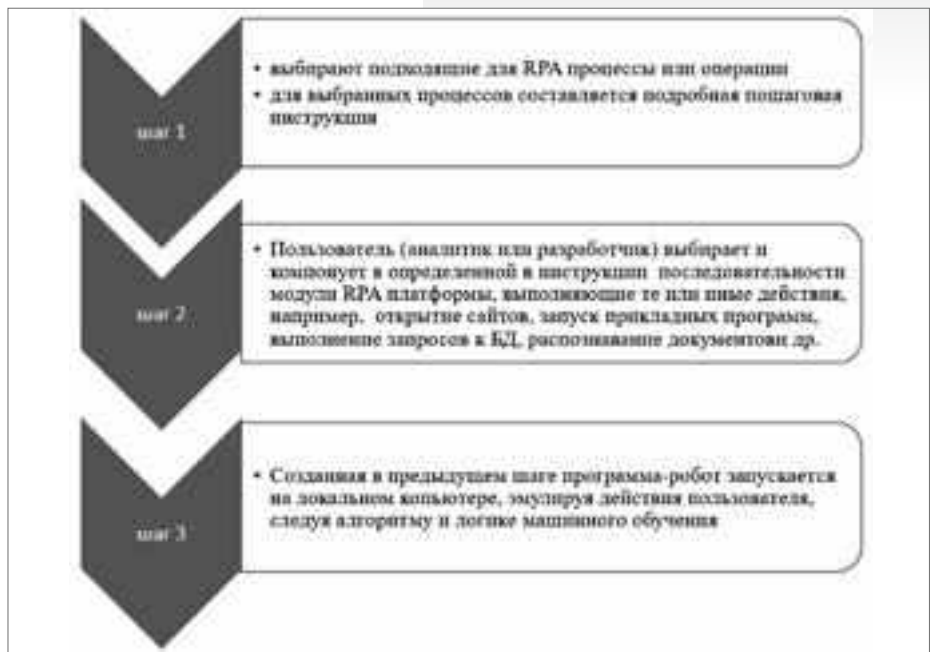 шаг 1
• выбирают подходящие для RPA процессы или операции
• для выбранных процессов составляется подробная пошаговая
инструкция
шаг 2
• Пользователь (аналитик или разработчик) выбирает и
компонует в определенной в инструкции последовательности
модули RPA платформы, выполняющие те или иные действия,
например, открытие сайтов, запуск прикладных программ,
выполнение запросов к БД, распознавание документови др.
шаг 3
• Созданная в предыдущем шаге программа-робот запускается
на локальном копьютере, эмулируя действия пользователя,
следуя алгоритму и логике машинного обучения